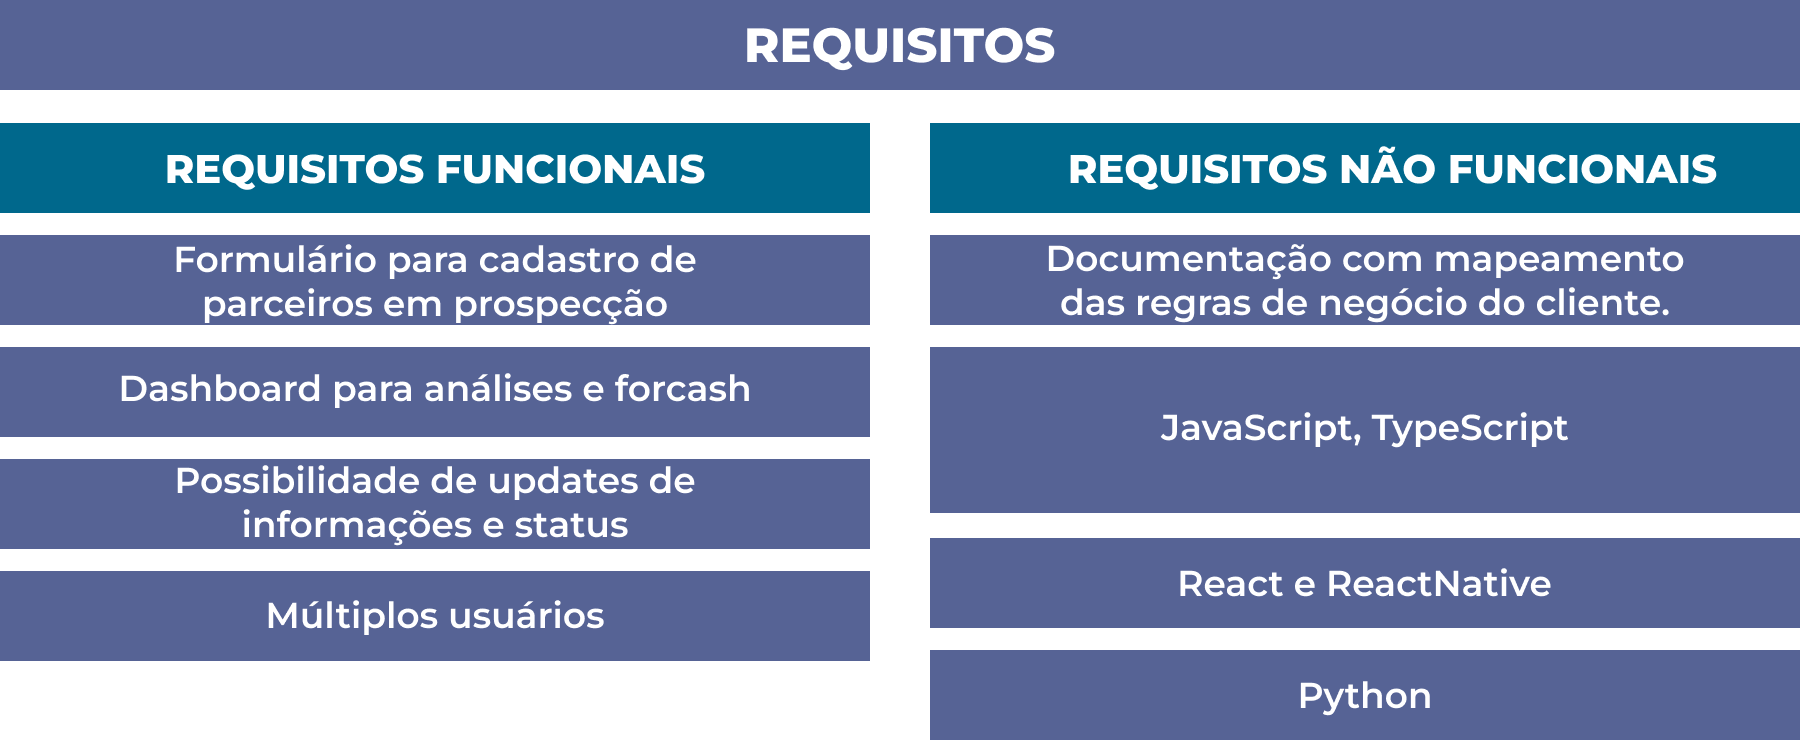 REQUISITOS
REQUISITOS FUNCIONAIS
Formulário para cadastro de
parceiros em prospecção
Dashboard para análises e forcash
Possibilidade de updates de
informações e status
Múltiplos usuários
REQUISITOS NÃO FUNCIONAIS
Documentação com mapeamento
das regras de negócio do cliente.
JavaScript, TypeScript
React e ReactNative
Python